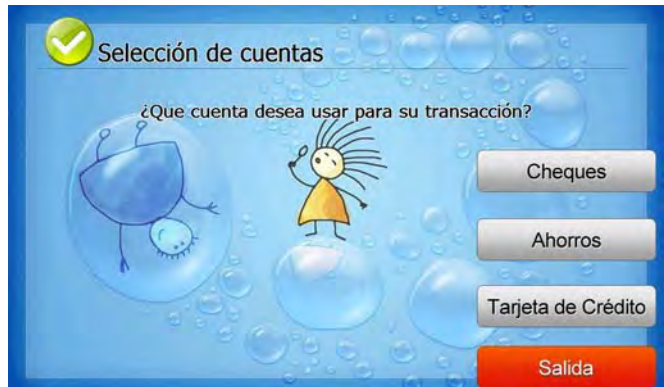 Selección de cuentas
¿Que cuenta desea usar para su transacción?
Cheques
Ahorros
Tarjeta de Crédito
Salida